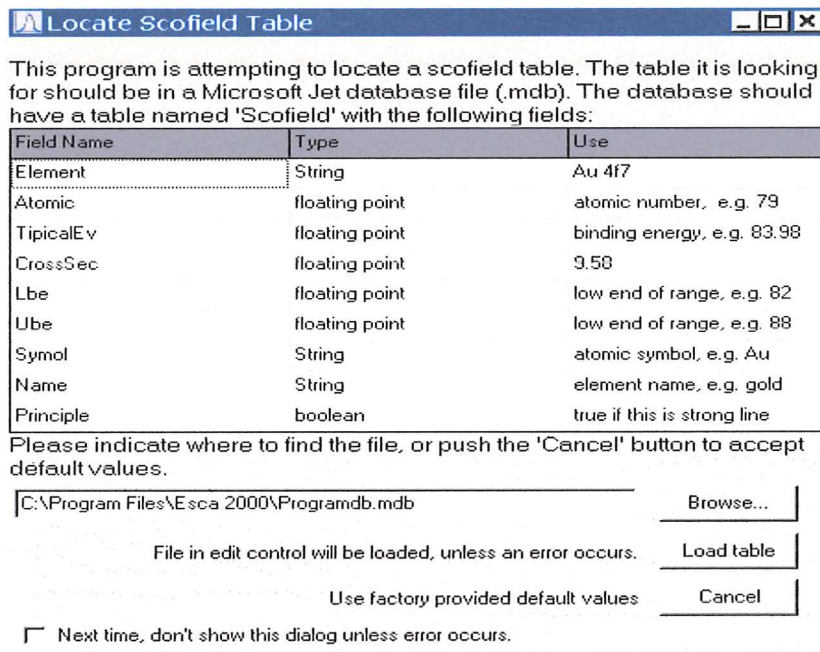 Locate Scofield Table
This program is attempting to locate a scofield table. The table it is looking
for should be in a Microsoft Jet database file (.mdb). The database should
have a table named 'Scofield' with the following fields:
Field Name Type Use
Element String Au 4f7
Atomic floating point atomic number, e.g. 79
TipicalEv floating point binding energy, e.g. 83.98
CrossSec floating point 9.58
Lbe floating point low end of range, e.g. 82
Ube floating point low end of range, e.g. 88
Symol String atomic symbol, e.g. Au
Name String element name, e.g. gold
Principle boolean true if this is strong line
Please indicate where to find the file, or push the 'Cancel' button to accept
default values.
C:\Program Files\Esca 2000\Programdb.mdb Browse...
File in edit control will be loaded, unless an error occurs. Load table
Use factory provided default values Cancel
Next time, don't show this dialog unless error occurs.